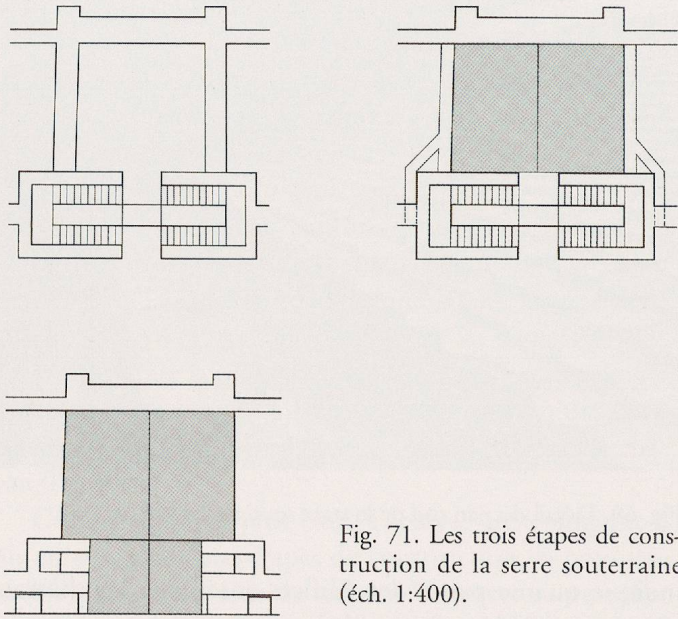 Fig. 71. Les trois étapes de cons-
truction de la serre souterraine
(éch. 1:400).